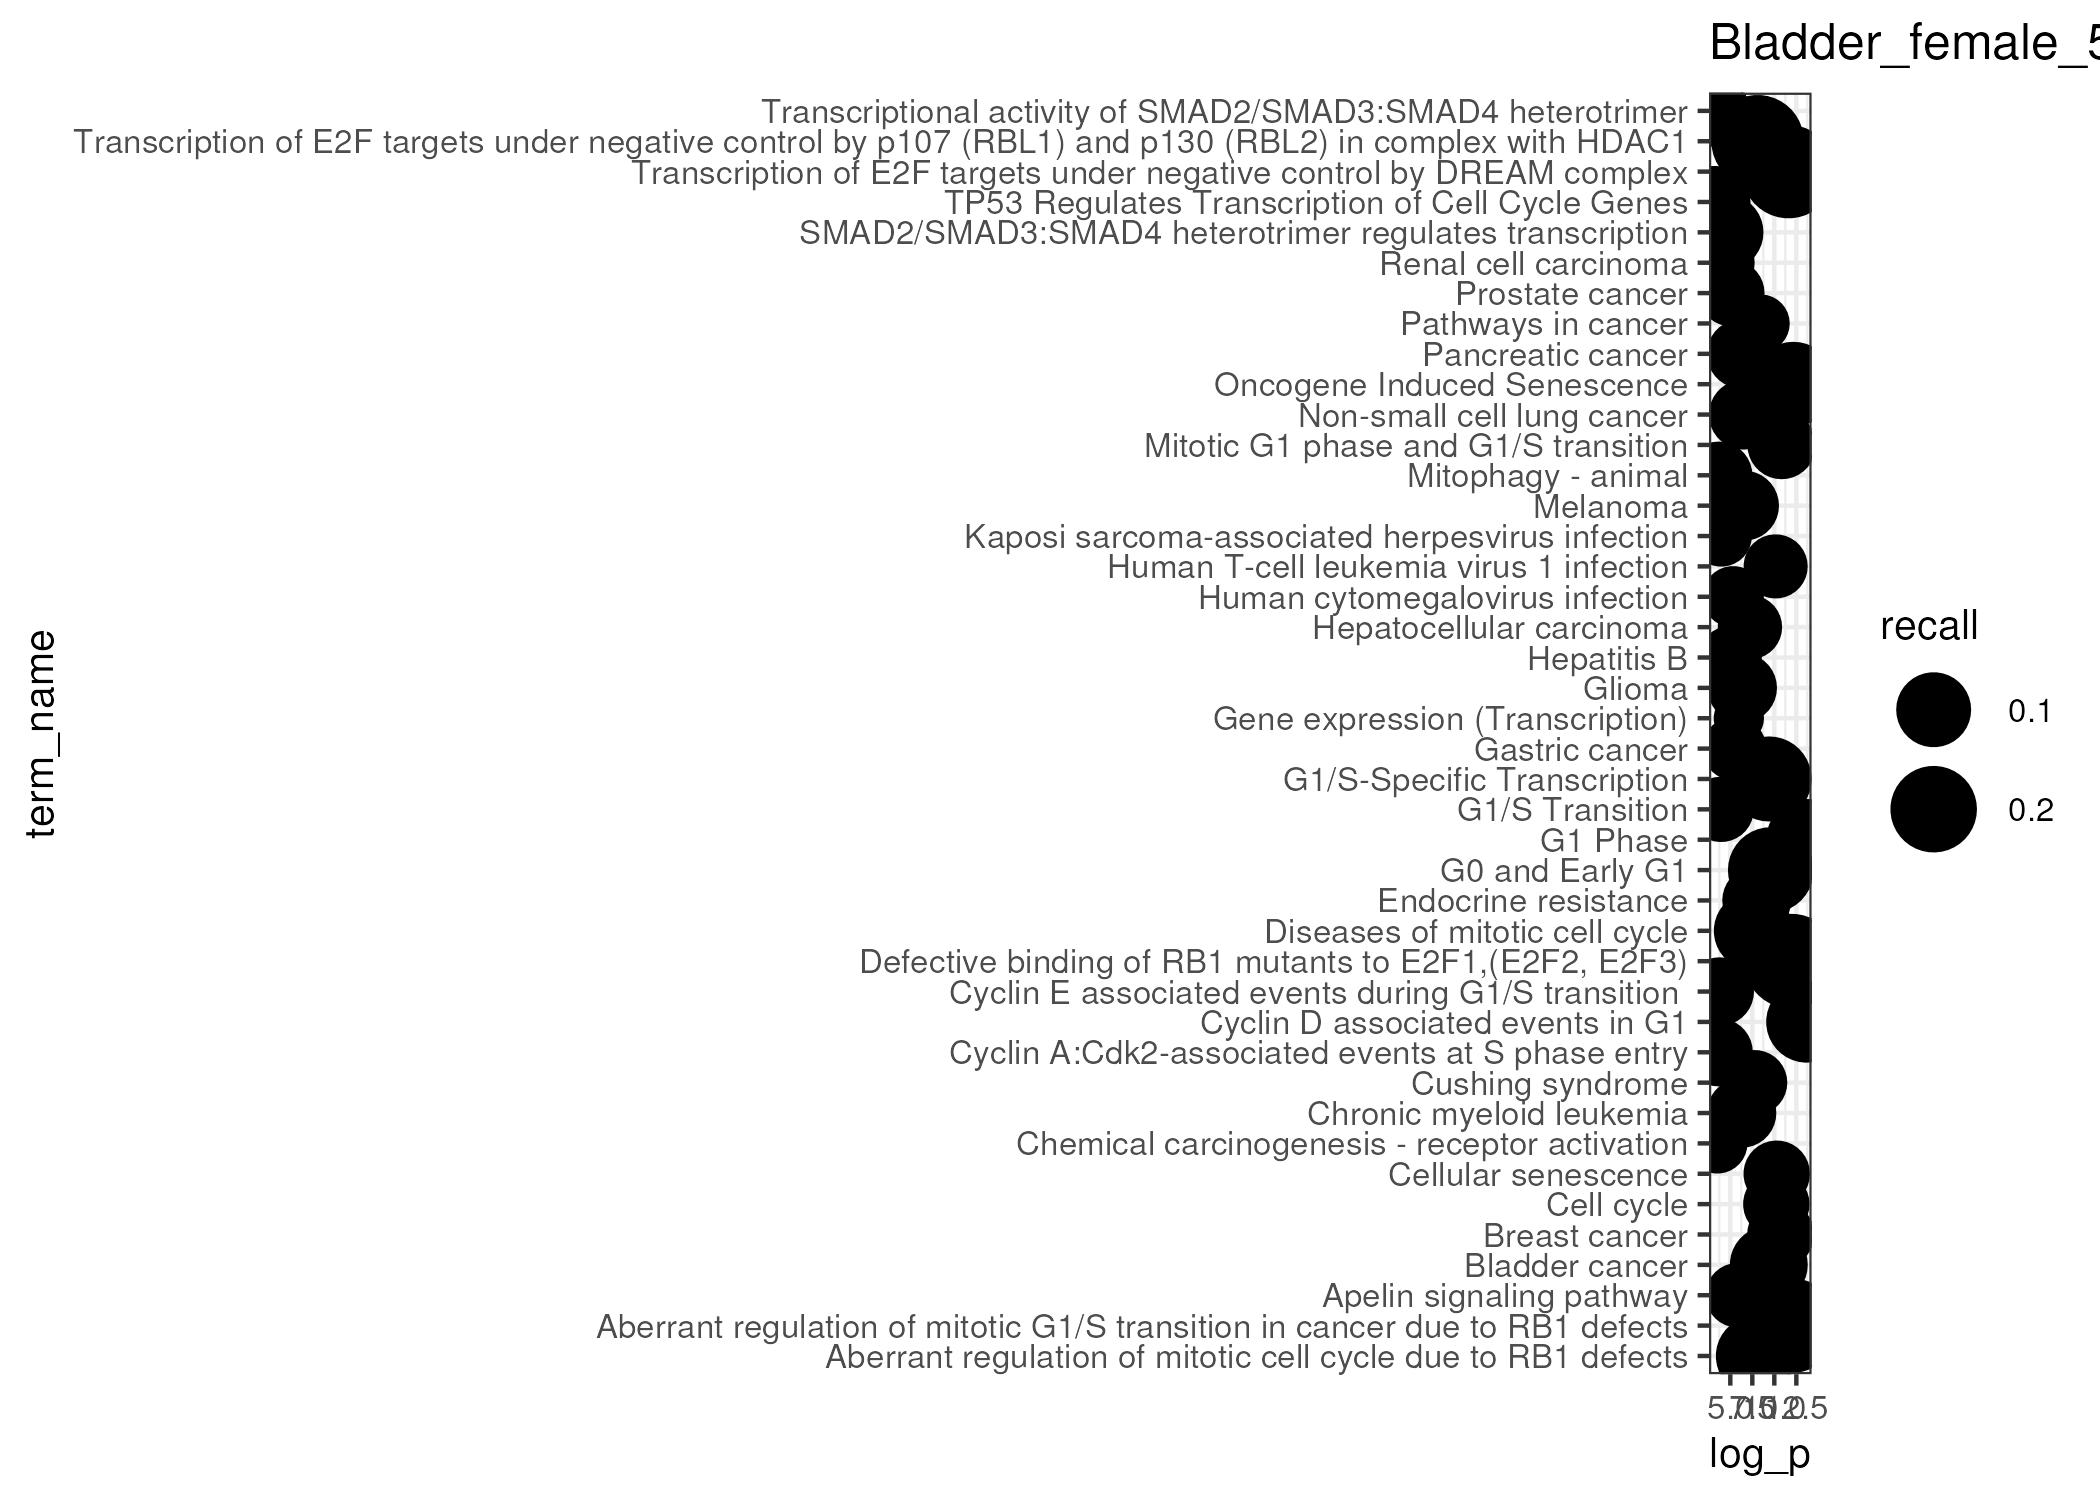 Bladder_female_5
Transcriptional activity of SMAD2/SMAD3:SMAD4 heterotrimer
Transcription of E2F targets under negative control by p107 (RBL1) and p130 (RBL2) in complex with HDAC1
Transcription of E2F targets under negative control by DREAM complex
TP53 Regulates Transcription of Cell Cycle Genes
SMAD2/SMAD3:SMAD4 heterotrimer regulates transcription
Renal cell carcinoma
Prostate cancer
Pathways in cancer
Pancreatic cancer
Oncogene Induced Senescence
Non-small cell lung cancer
Mitotic G1 phase and G1/S transition
Mitophagy - animal
Melanoma
Kaposi sarcoma-associated herpesvirus infection
Human T-cell leukemia virus 1 infection
Human cytomegalovirus infection
Hepatocellular carcinoma
Hepatitis B
Glioma
Gene expression (Transcription)
Gastric cancer
G1/S-Specific Transcription
G1/S Transition
G1 Phase
G0 and Early G1
Endocrine resistance
Diseases of mitotic cell cycle
Defective binding of RB1 mutants to E2F1,(E2F2, E2F3)
Cyclin E associated events during G1/S transition
Cyclin D associated events in G1
Cyclin A:Cdk2-associated events at S phase entry
Cushing syndrome
Chronic myeloid leukemia
Chemical carcinogenesis - receptor activation
Cellular senescence
Cell cycle
Breast cancer
Bladder cancer
Apelin signaling pathway
Aberrant regulation of mitotic G1/S transition in cancer due to RB1 defects
Aberrant regulation of mitotic cell cycle due to RB1 defects
term_name
log_p
recall
0.1
0.2